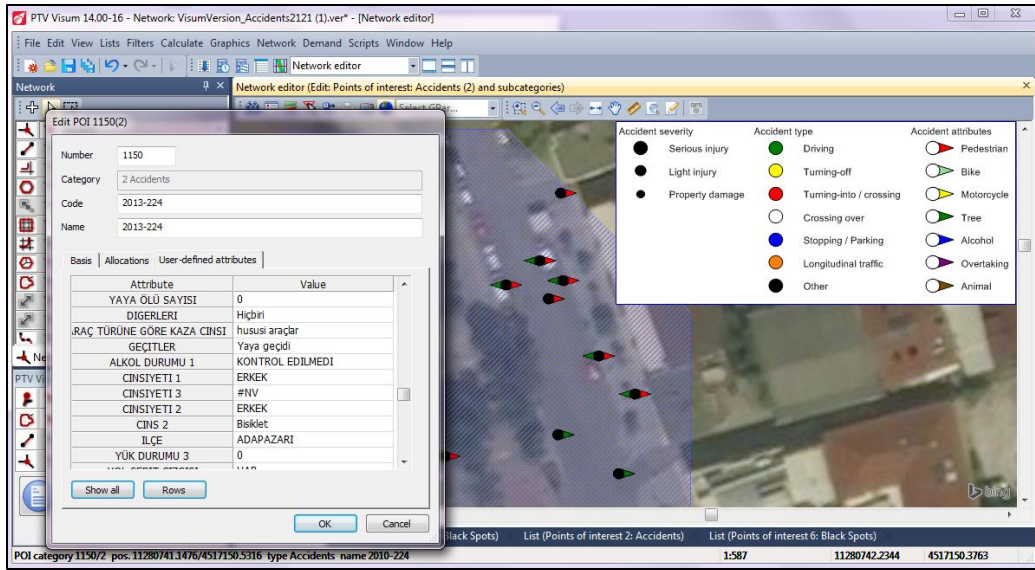 PTV Visum 14.00-16 - Network: VisumVersion_Accidents2121 (1).ver* - [Network editor]
File Edit View Lists Filters Calculate Graphics Network Demand Scripts Window Help
Network editor
Network
Network editor (Edit: Points of interest: Accidents (2) and subcategories)
Select GPar...
Edit POI 1150(2)
Number 1150
Category 2 Accidents
Code 2013-224
Name 2013-224
Basis Allocations User-defined attributes
Attribute Value
YAYA ÖLÜ SAYISI 0
DIGERLERI Hiçbiri
RAÇ TÜRÜNE GÖRE KAZA CINSI hususi araçlar
GEÇITLER Yaya geçidi
ALKOL DURUMU 1 KONTROL EDILMEDI
CINSIYETI 1 ERKEK
CINSIYETI 3 #NV
CINSIYETI 2 ERKEK
CINS 2 Bisiklet
ILÇE ADAPAZARI
YÜK DURUMU 3 0
Show all Rows
OK Cancel
Ne
PTV Vi
Accident severity Accident type Accident attributes
Serious injury Driving Pedestrian
Light injury Turning-off Bike
Property damage Turning-into / crossing Motorcycle
Crossing over Tree
Stopping / Parking Alcohol
Longitudinal traffic Overtaking
Other Animal
bing
Black Spots) List (Points of interest 2: Accidents) List (Points of interest 6: Black Spots)
POI category 1150/2 pos. 11280741.1476/4517150.5316 type Accidents name 2010-224 1:587 11280742.2344 4517150.3763